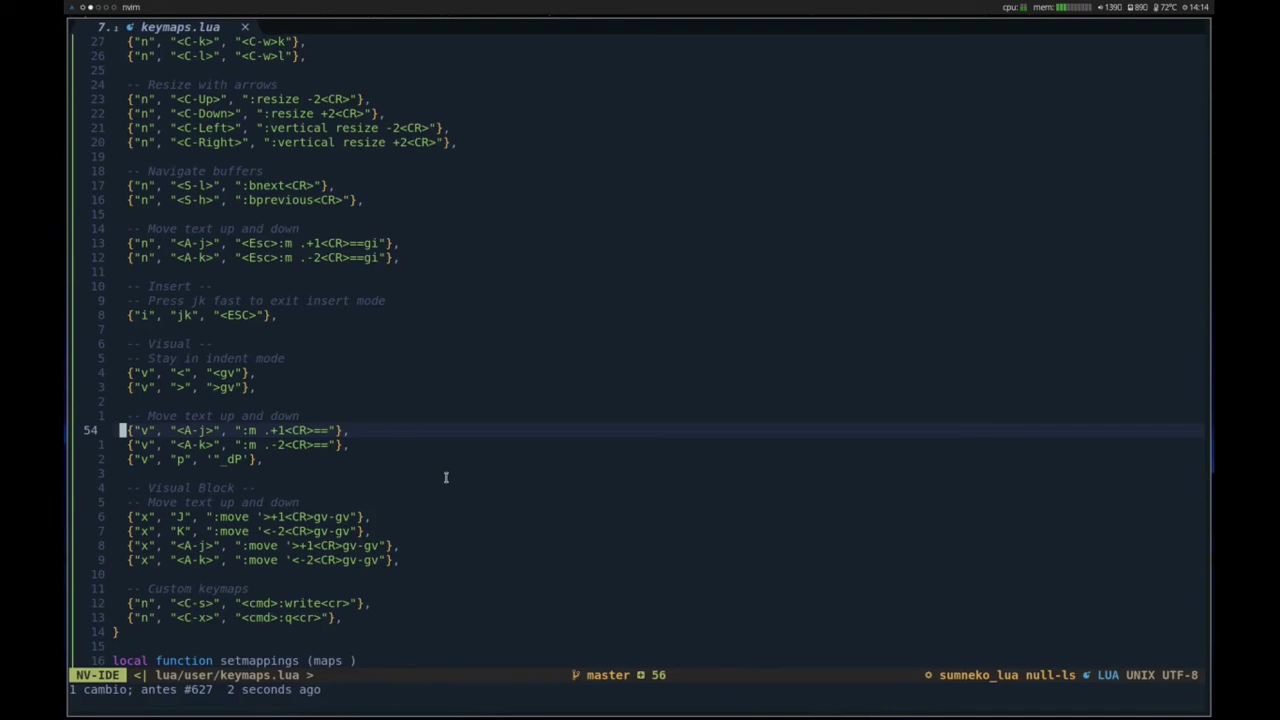 nvim cpu: mem: 1390 890 72°C 14:14
7. keymaps.lua ✕
27 {"n", "<C-k>", "<C-w>k"},
26 {"n", "<C-l>", "<C-w>l"},
25
24 -- Resize with arrows
23 {"n", "<C-Up>", ":resize -2<CR>"},
22 {"n", "<C-Down>", ":resize +2<CR>"},
21 {"n", "<C-Left>", ":vertical resize -2<CR>"},
20 {"n", "<C-Right>", ":vertical resize +2<CR>"},
19
18 -- Navigate buffers
17 {"n", "<S-l>", ":bnext<CR>"},
16 {"n", "<S-h>", ":bprevious<CR>"},
15
14 -- Move text up and down
13 {"n", "<A-j>", "<Esc>:m .+1<CR>==gi"},
12 {"n", "<A-k>", "<Esc>:m .-2<CR>==gi"},
11
10 -- Insert --
9 -- Press jk fast to exit insert mode
8 {"i", "jk", "<ESC>"},
7
6 -- Visual --
5 -- Stay in indent mode
4 {"v", "<", "<gv"},
3 {"v", ">", ">gv"},
2
1 -- Move text up and down
54 {"v", "<A-j>", ":m .+1<CR>=="},
1 {"v", "<A-k>", ":m .-2<CR>=="},
2 {"v", "p", '"_dP'},
3
4 -- Visual Block --
5 -- Move text up and down
6 {"x", "J", ":move '>+1<CR>gv-gv"},
7 {"x", "K", ":move '<-2<CR>gv-gv"},
8 {"x", "<A-j>", ":move '>+1<CR>gv-gv"},
9 {"x", "<A-k>", ":move '<-2<CR>gv-gv"},
10
11 -- Custom keymaps
12 {"n", "<C-s>", "<cmd>:write<cr>"},
13 {"n", "<C-x>", "<cmd>:q<cr>"},
14 }
15
16 local function setmappings (maps )
NV-IDE <| lua/user/keymaps.lua > master 56 sumneko_lua null-ls LUA UNIX UTF-8
1 cambio; antes #627 2 seconds ago